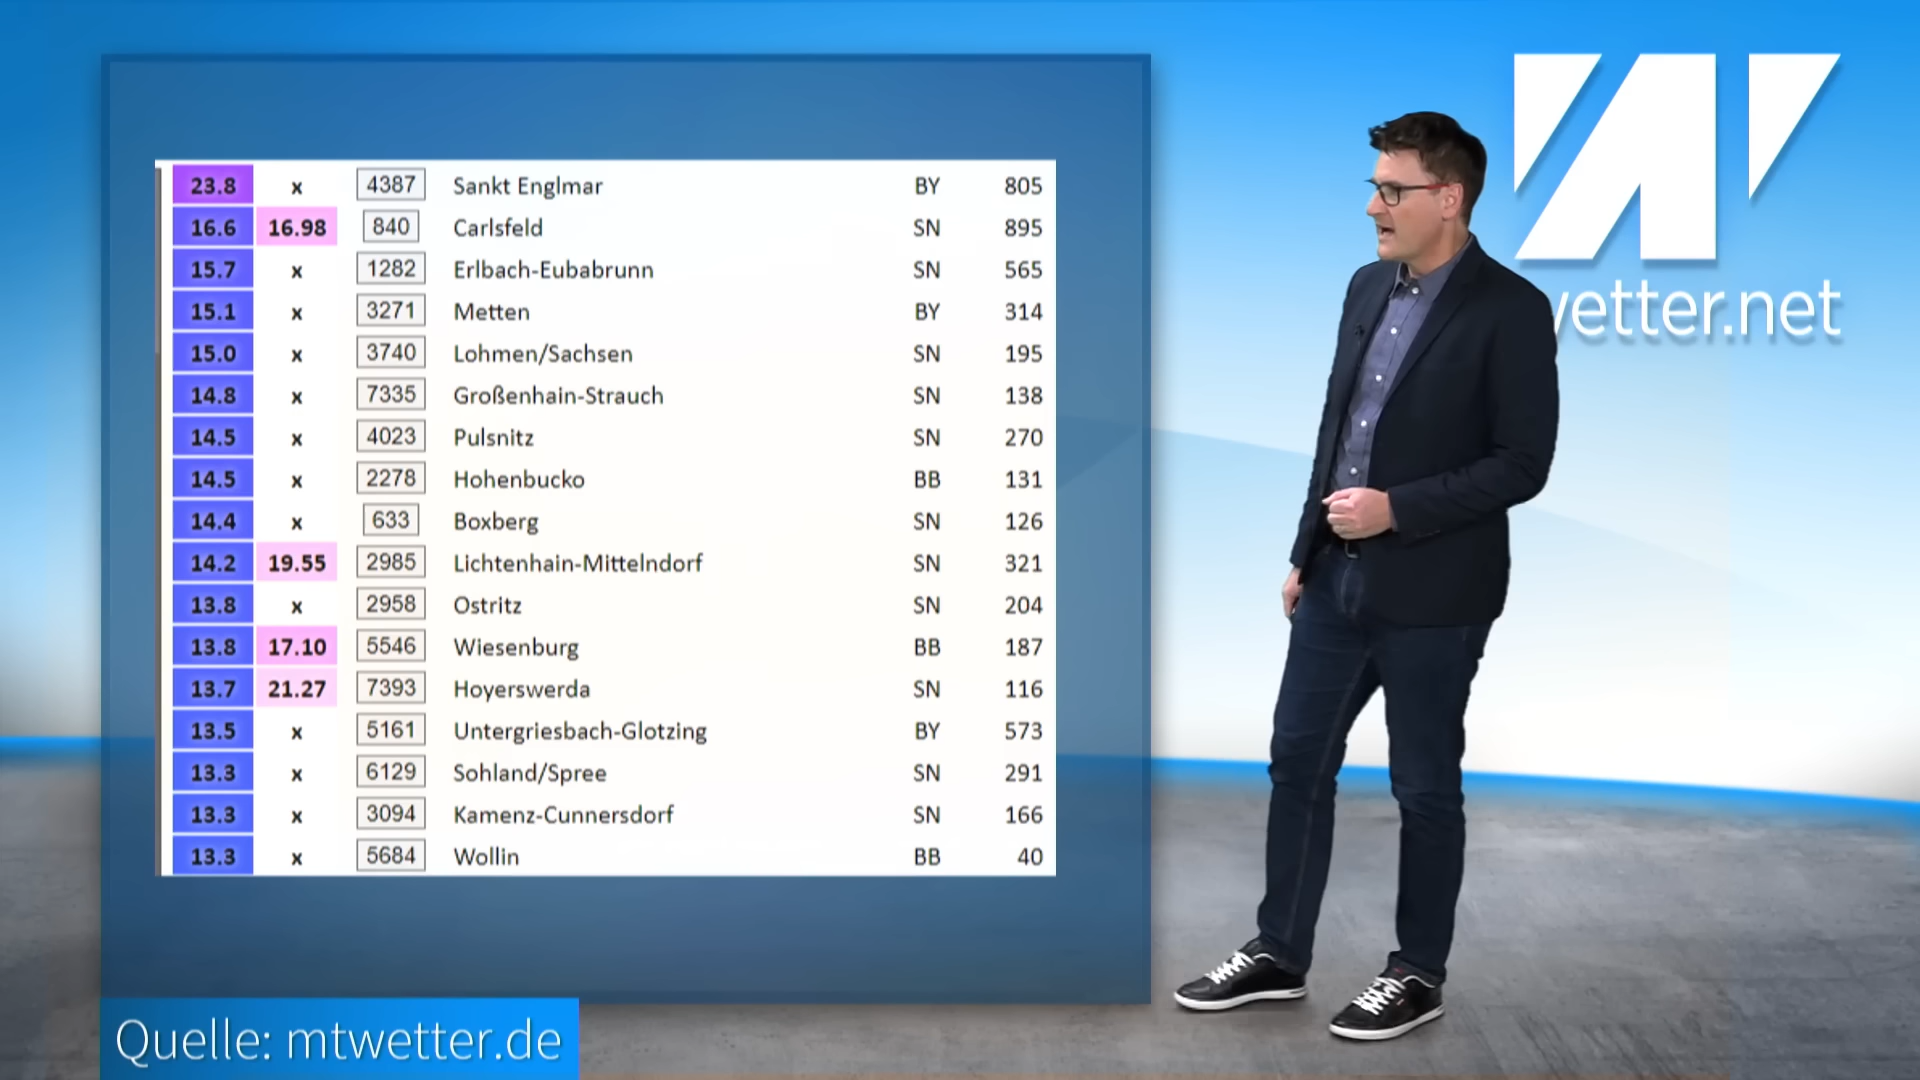 23.8 x 4387 Sankt Englmar BY 805
16.6 16.98 840 Carlsfeld SN 895
15.7 x 1282 Erlbach-Eubabrunn SN 565
15.1 x 3271 Metten BY 314
15.0 x 3740 Lohmen/Sachsen SN 195
14.8 x 7335 Großenhain-Strauch SN 138
14.5 x 4023 Pulsnitz SN 270
14.5 x 2278 Hohenbucko BB 131
14.4 x 633 Boxberg SN 126
14.2 19.55 2985 Lichtenhain-Mittelndorf SN 321
13.8 x 2958 Ostritz SN 204
13.8 17.10 5546 Wiesenburg BB 187
13.7 21.27 7393 Hoyerswerda SN 116
13.5 x 5161 Untergriesbach-Glotzing BY 573
13.3 x 6129 Sohland/Spree SN 291
13.3 x 3094 Kamenz-Cunnersdorf SN 166
13.3 x 5684 Wollin BB 40
wetter.net
Quelle: mtwetter.de